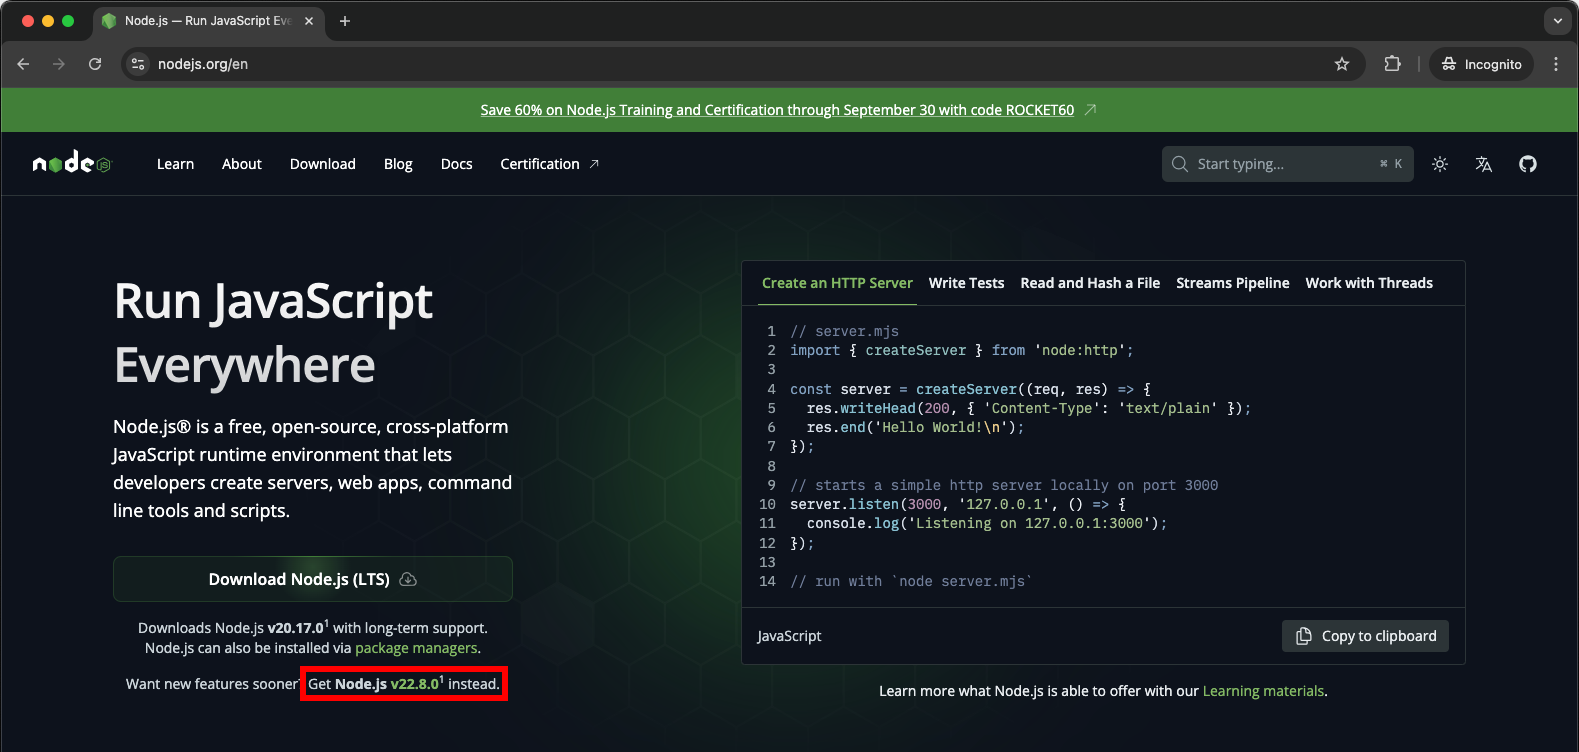 Node.js — Run JavaScript Eve
nodejs.org/en
Incognito
Save 60% on Node.js Training and Certification through September 30 with code ROCKET60
node JS
Learn About Download Blog Docs Certification
Start typing... ⌘ K
Run JavaScript
Everywhere
Node.js® is a free, open-source, cross-platform
JavaScript runtime environment that lets
developers create servers, web apps, command
line tools and scripts.
Download Node.js (LTS)
Downloads Node.js v20.17.0¹ with long-term support.
Node.js can also be installed via package managers.
Want new features sooner? Get Node.js v22.8.0¹ instead.
Create an HTTP Server Write Tests Read and Hash a File Streams Pipeline Work with Threads
1 // server.mjs
2 import { createServer } from 'node:http';
3
4 const server = createServer((req, res) => {
5 res.writeHead(200, { 'Content-Type': 'text/plain' });
6 res.end('Hello World!\n');
7 });
8
9 // starts a simple http server locally on port 3000
10 server.listen(3000, '127.0.0.1', () => {
11 console.log('Listening on 127.0.0.1:3000');
12 });
13
14 // run with `node server.mjs`
JavaScript
Copy to clipboard
Learn more what Node.js is able to offer with our Learning materials.